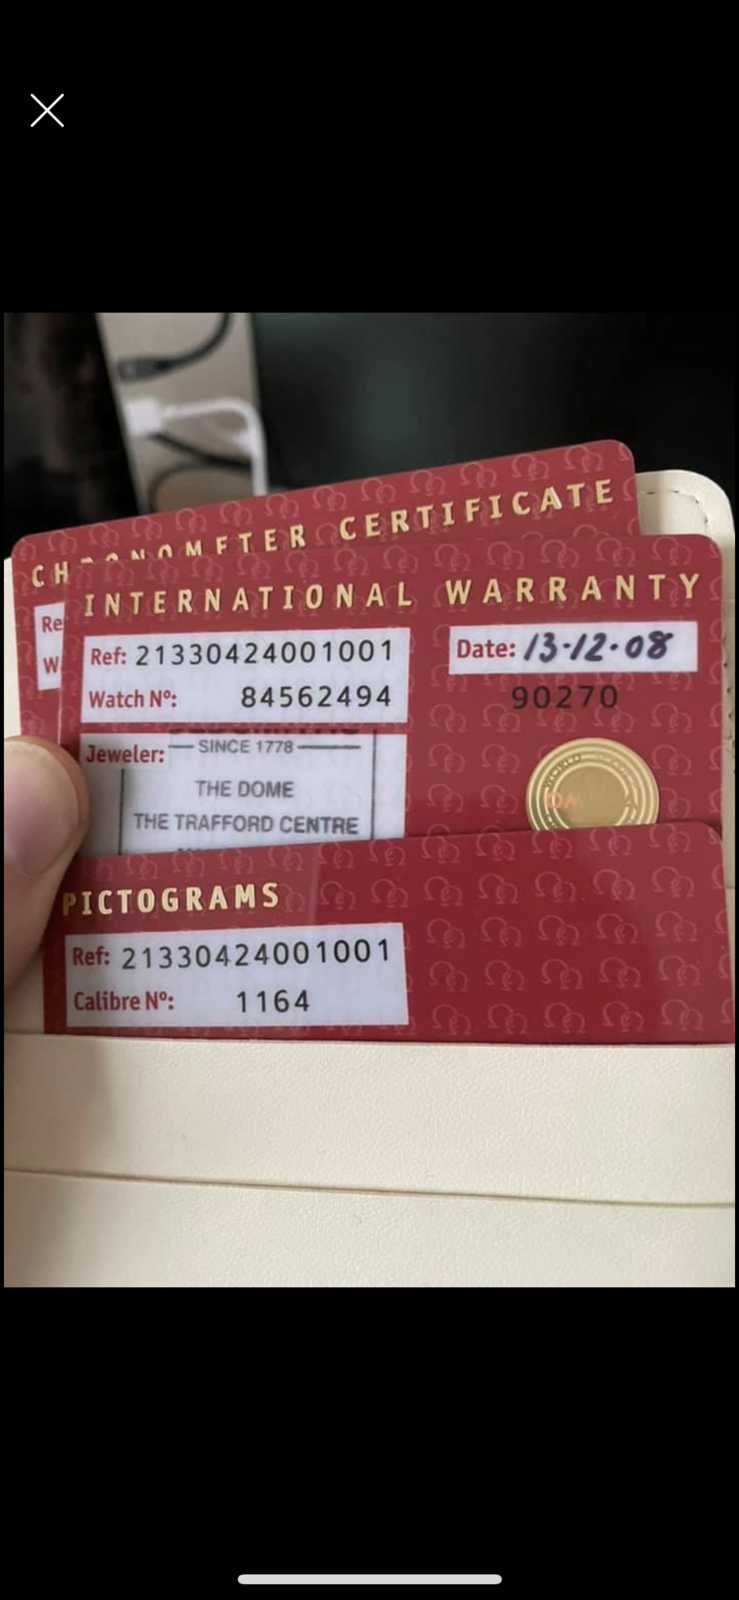 CHRONOMETER CERTIFICATE
Re
W
INTERNATIONAL WARRANTY
Ref: 21330424001001
Date: 13·12·08
Watch Nº: 84562494
90270
Jeweler:
SINCE 1778
THE DOME
THE TRAFFORD CENTRE
PICTOGRAMS
Ref: 21330424001001
Calibre Nº: 1164